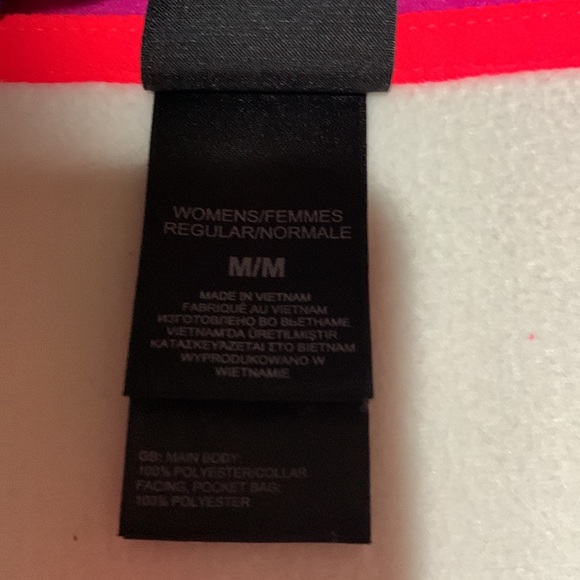 WOMENS/FEMMES
REGULAR/NORMALE
M/M
MADE IN VIETNAM
FABRIQUÉ AU VIETNAM
ИЗГОТОВЛЕНО ВО ВЬЕТНАМЕ
VIETNAM'DA ÜRETILMIŞTIR
ΚΑΤΑΣΚΕΥΑΖΕΤΑΙ ΣΤΟ ΒΙΕΤΝΑΜ
WYPRODUKOWANO W
WIETNAMIE
GB: MAIN BODY:
100% POLYESTER/COLLAR
FACING, POCKET BAG:
100% POLYESTER